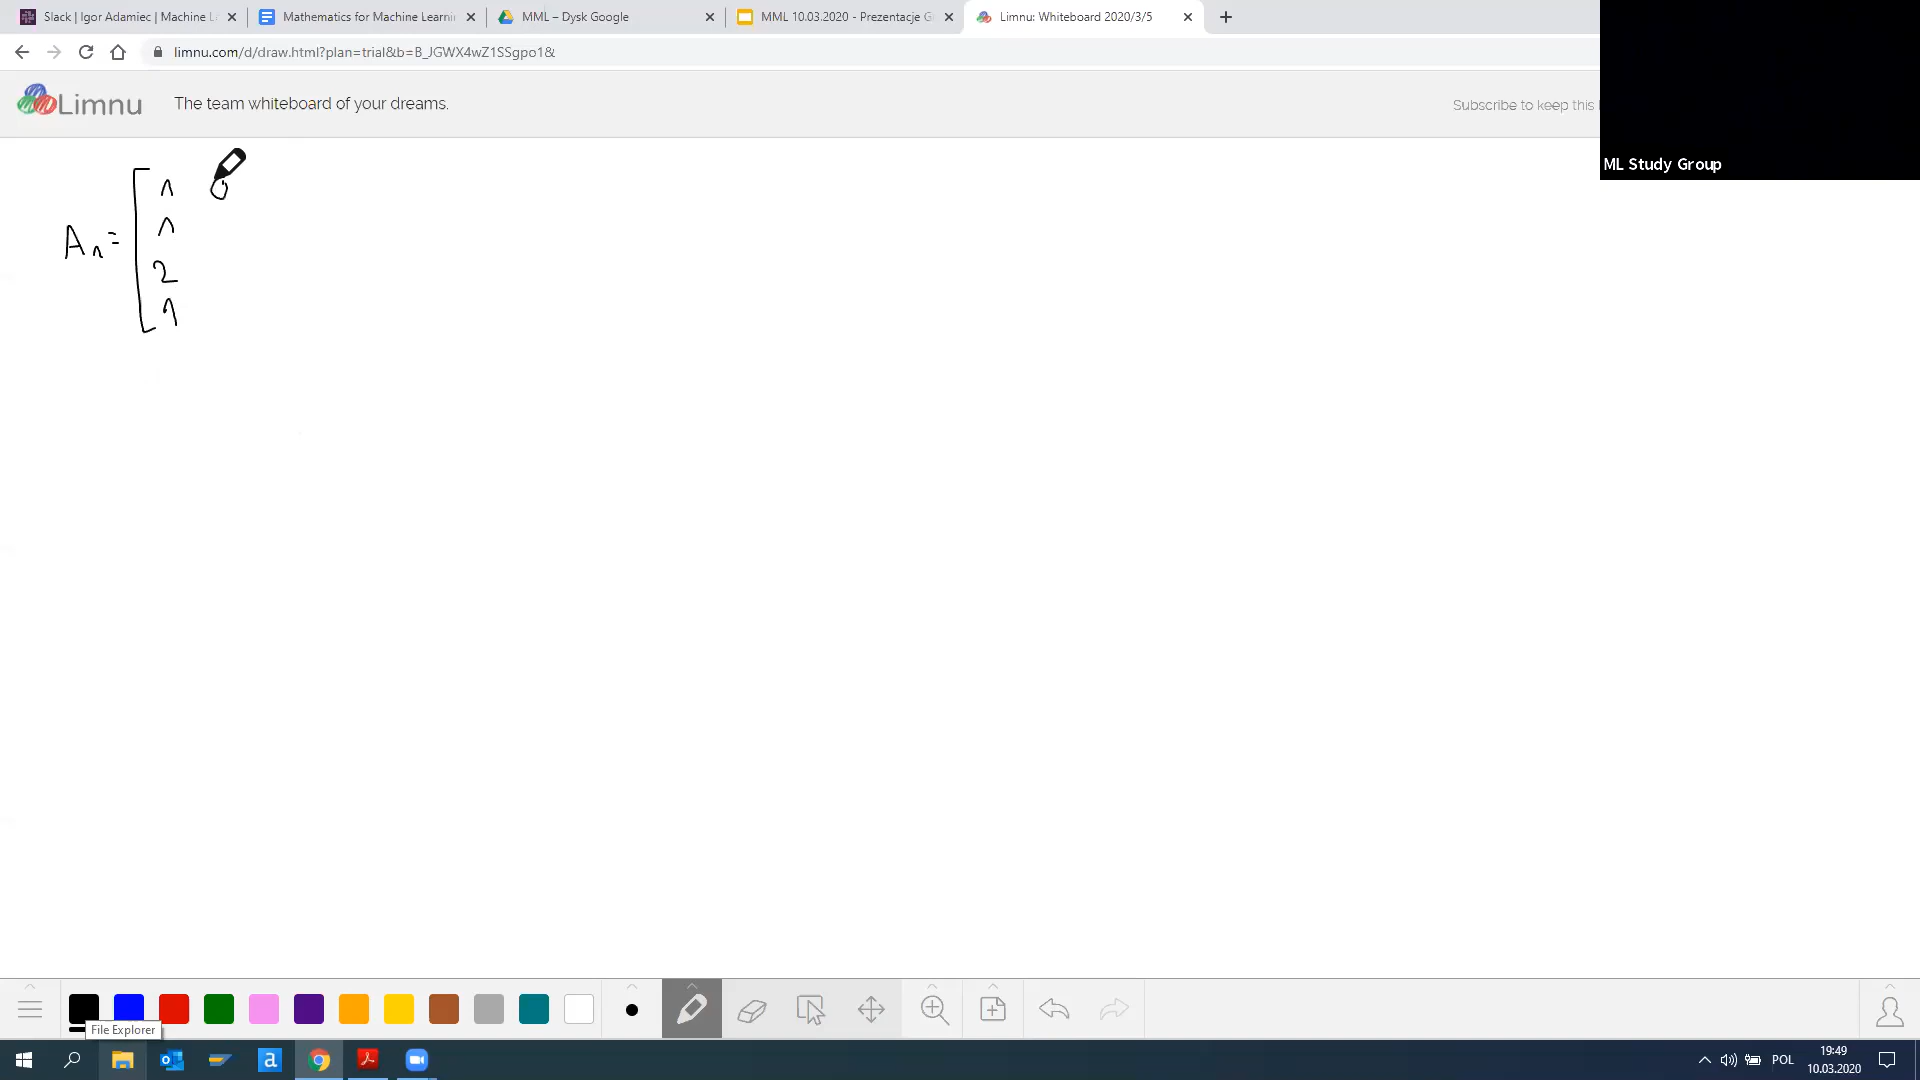 Slack | Igor Adamiec | Machine L
Mathematics for Machine Learnin
MML – Dysk Google
MML 10.03.2020 - Prezentacje G
Limnu: Whiteboard 2020/3/5
limnu.com/d/draw.html?plan=trial&b=B_JGWX4wZ1SSgpo1&
Limnu
The team whiteboard of your dreams.
Subscribe to keep this
ML Study Group
A1 =
1 0
1
2
1
File Explorer
POL
19:49
10.03.2020